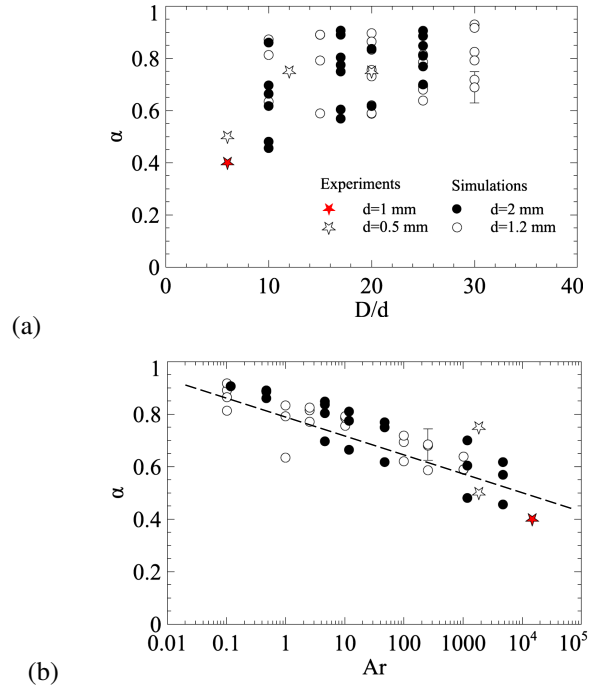 1
0.8
0.6
0.4
0.2
0
α
Experiments Simulations
d=1 mm d=2 mm
d=0.5 mm d=1.2 mm
0 10 20 30 40
D/d
(a)
1
0.8
0.6
0.4
0.2
0
α
0.01 0.1 1 10 100 1000 10⁴ 10⁵
Ar
(b)